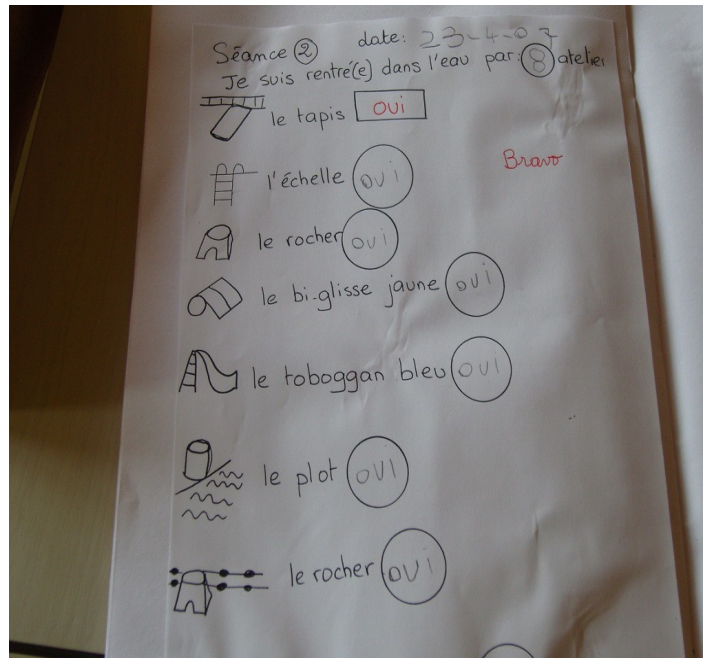 Séance 2 date: 23-4-07
Je suis rentré(e) dans l'eau par: 8 atelier
le tapis oui
Bravo
l'échelle oui
le rocher oui
le bi-glisse jaune oui
le toboggan bleu oui
le plot oui
le rocher oui